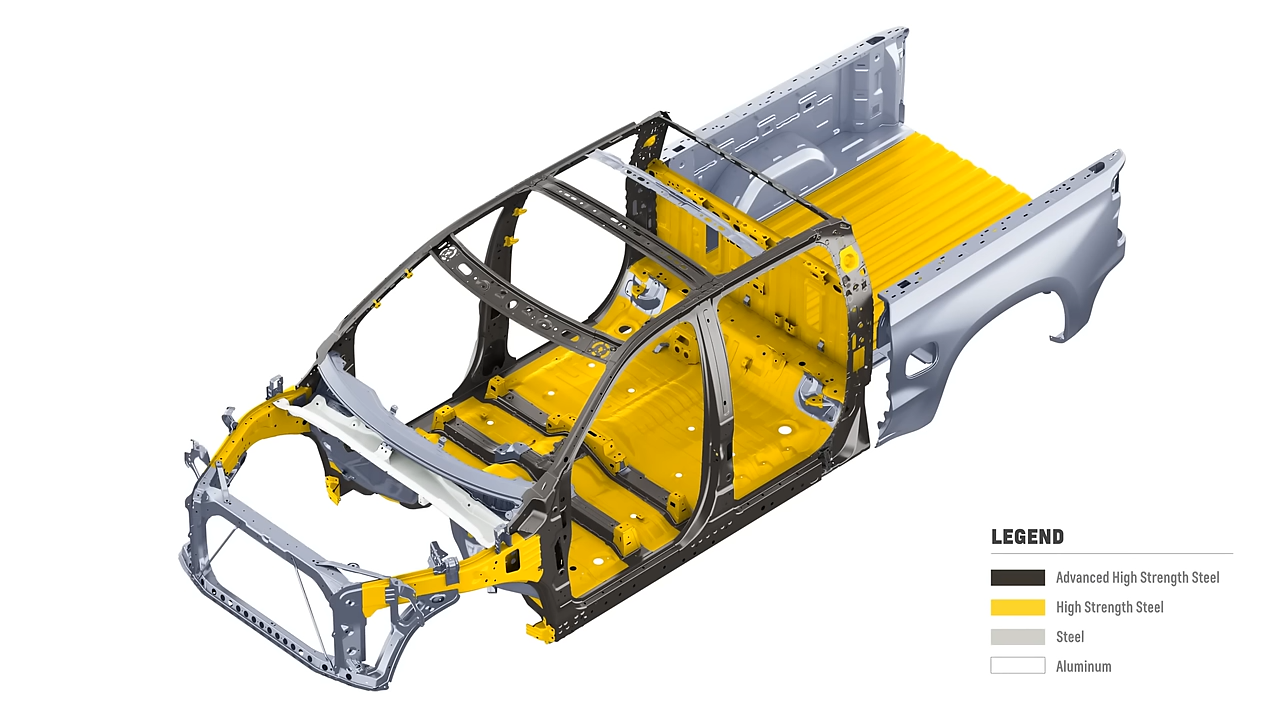 LEGEND
Advanced High Strength Steel
High Strength Steel
Steel
Aluminum